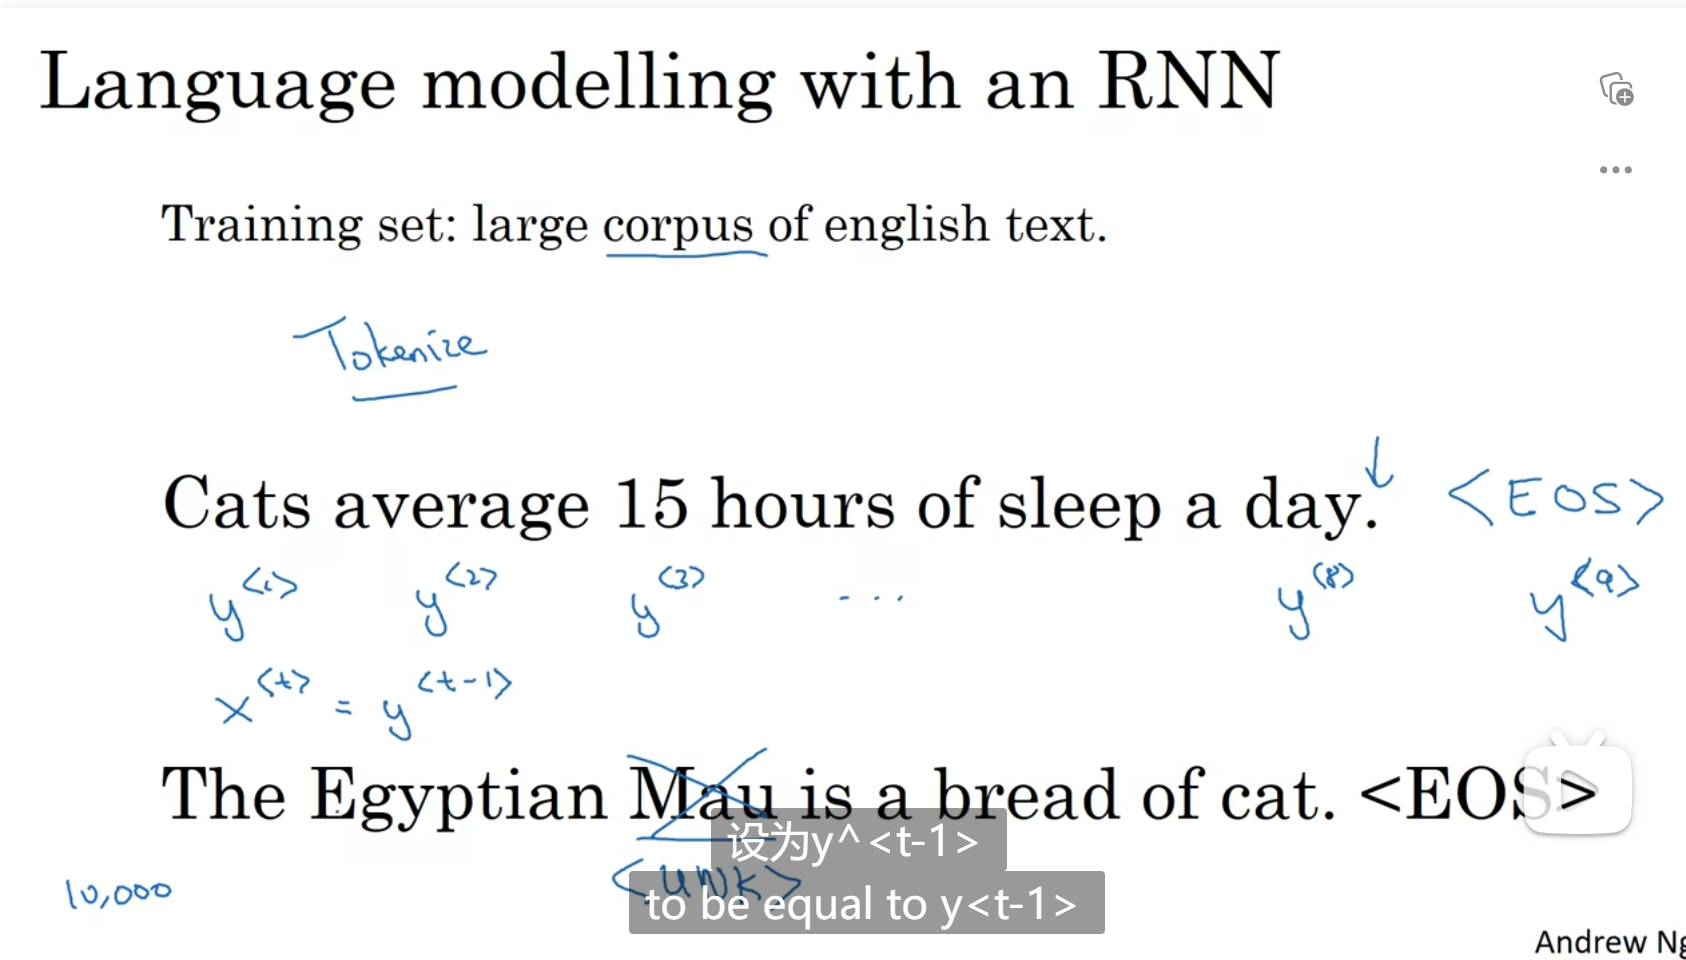 Language modelling with an RNN
Training set: large corpus of english text.
Tokenize
Cats average 15 hours of sleep a day. <EOS>
y<1> y<2> y<3> ... y<8> y<9>
x<t> = y<t-1>
The Egyptian Mau is a bread of cat. <EOS>
设为y^<t-1>
10,000 <UNK>
to be equal to y<t-1>
Andrew Ng